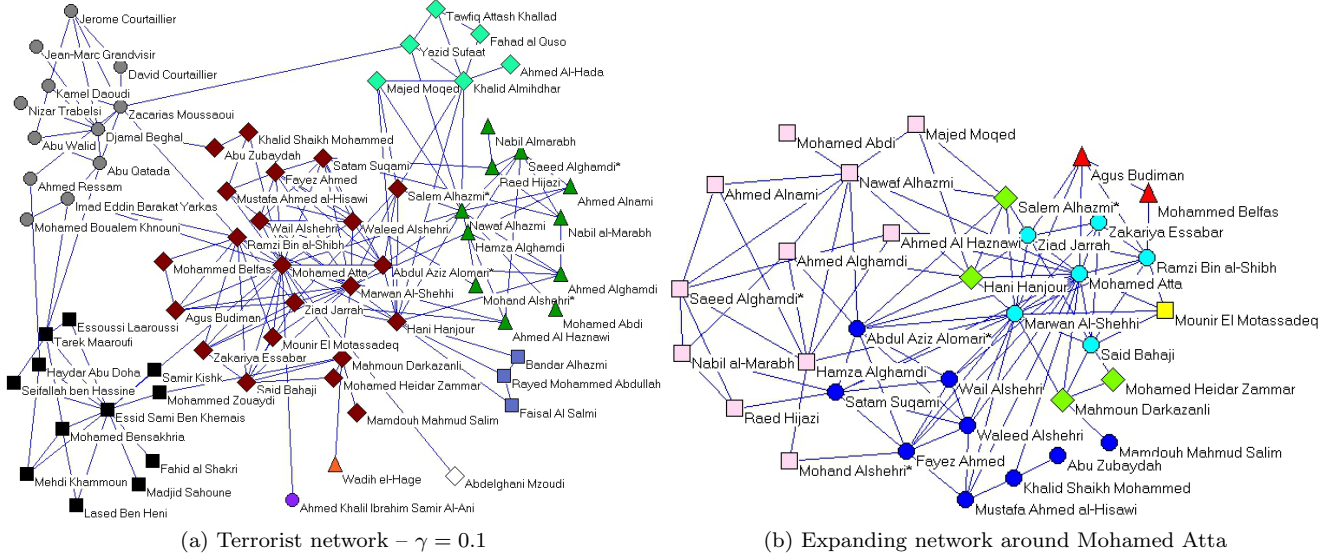 Jerome Courtaillier
Jean-Marc Grandvisir
David Courtaillier
Kamel Daoudi
Nizar Trabelsi
Zacarias Moussaoui
Djamal Beghal
Abu Walid
Abu Qatada
Ahmed Ressam
Imad Eddin Barakat Yarkas
Mohamed Boualem Khnouni
Tawfiq Attash Khallad
Fahad al Quso
Yazid Sufaat
Ahmed Al-Hada
Majed Moqed
Khalid Almihdhar
Khalid Shaikh Mohammed
Abu Zubaydah
Satam Suqami
Fayez Ahmed
Mustafa Ahmed al-Hisawi
Salem Alhazmi*
Wail Alshehri
Waleed Alshehri
Ramzi Bin al-Shibh
Mohammed Belfas
Mohamed Atta
Abdul Aziz Alomari*
Marwan Al-Shehhi
Agus Budiman
Ziad Jarrah
Hani Hanjour
Mounir El Motassadeq
Zakariya Essabar
Mahmoun Darkazanli
Said Bahaji
Mohamed Heidar Zammar
Mamdouh Mahmud Salim
Nabil Almarabh
Saeed Alghamdi*
Raed Hijazi
Ahmed Alnami
Nawaf Alhazmi
Nabil al-Marabh
Hamza Alghamdi
Ahmed Alghamdi
Mohand Alshehri*
Mohamed Abdi
Ahmed Al Haznawi
Bandar Alhazmi
Rayed Mohammed Abdullah
Faisal Al Salmi
Essoussi Laaroussi
Tarek Maaroufi
Haydar Abu Doha
Samir Kishk
Seifallah ben Hassine
Mohammed Zouaydi
Essid Sami Ben Khemais
Mohamed Bensakhria
Fahid al Shakri
Mehdi Khammoun
Madjid Sahoune
Lased Ben Heni
Wadih el-Hage
Abdelghani Mzoudi
Ahmed Khalil Ibrahim Samir Al-Ani
(a) Terrorist network – γ = 0.1
Mohamed Abdi
Majed Moqed
Agus Budiman
Nawaf Alhazmi
Ahmed Alnami
Salem Alhazmi*
Mohammed Belfas
Zakariya Essabar
Ahmed Al Haznawi
Ziad Jarrah
Ahmed Alghamdi
Ramzi Bin al-Shibh
Hani Hanjour
Mohamed Atta
Saeed Alghamdi*
Mounir El Motassadeq
Marwan Al-Shehhi
Abdul Aziz Alomari*
Said Bahaji
Nabil al-Marabh
Hamza Alghamdi
Wail Alshehri
Mohamed Heidar Zammar
Satam Suqami
Mahmoun Darkazanli
Raed Hijazi
Waleed Alshehri
Mamdouh Mahmud Salim
Fayez Ahmed
Abu Zubaydah
Mohand Alshehri*
Khalid Shaikh Mohammed
Mustafa Ahmed al-Hisawi
(b) Expanding network around Mohamed Atta